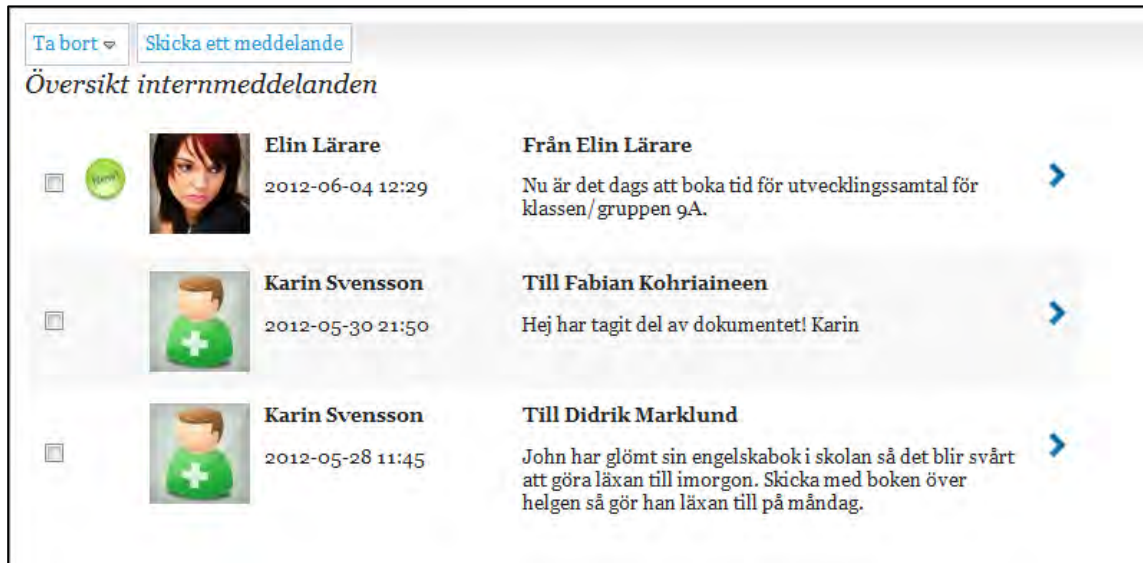 Ta bort Skicka ett meddelande
Översikt internmeddelanden
Elin Lärare Från Elin Lärare
New!
2012-06-04 12:29 Nu är det dags att boka tid för utvecklingssamtal för
klassen/gruppen 9A.
Karin Svensson Till Fabian Kohriaineen
2012-05-30 21:50 Hej har tagit del av dokumentet! Karin
Karin Svensson Till Didrik Marklund
2012-05-28 11:45 John har glömt sin engelskabok i skolan så det blir svårt
att göra läxan till imorgon. Skicka med boken över
helgen så gör han läxan till på måndag.